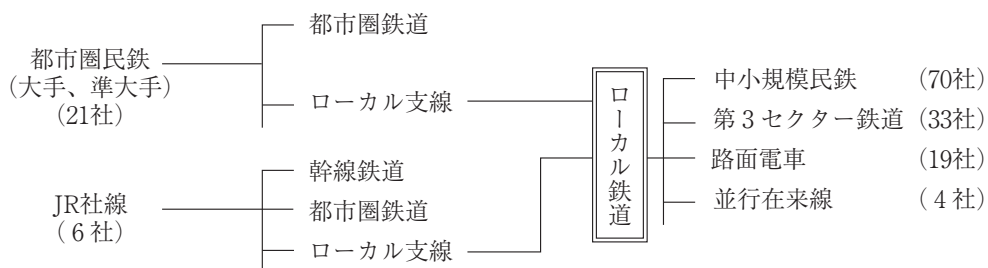 都市圏民鉄
（大手、準大手）
（21社）
都市圏鉄道
ローカル支線
JR社線
（６社）
幹線鉄道
都市圏鉄道
ローカル支線
ローカル鉄道
中小規模民鉄 （70社）
第３セクター鉄道 （33社）
路面電車 （19社）
並行在来線 （４社）